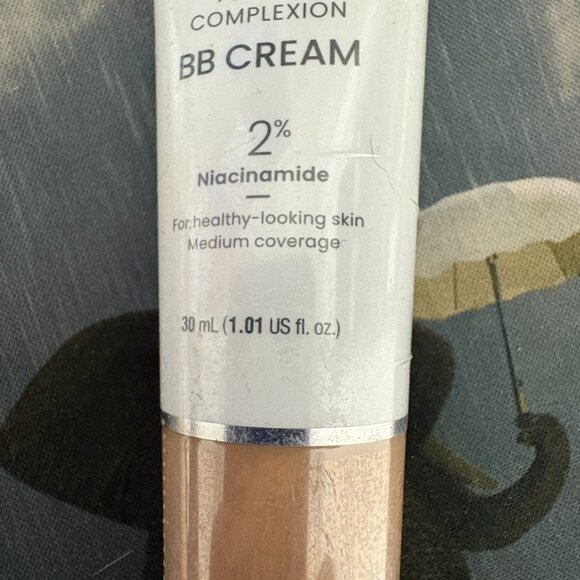 COMPLEXION
BB CREAM
2%
Niacinamide
For healthy-looking skin
Medium coverage
30 mL (1.01 US fl. oz.)